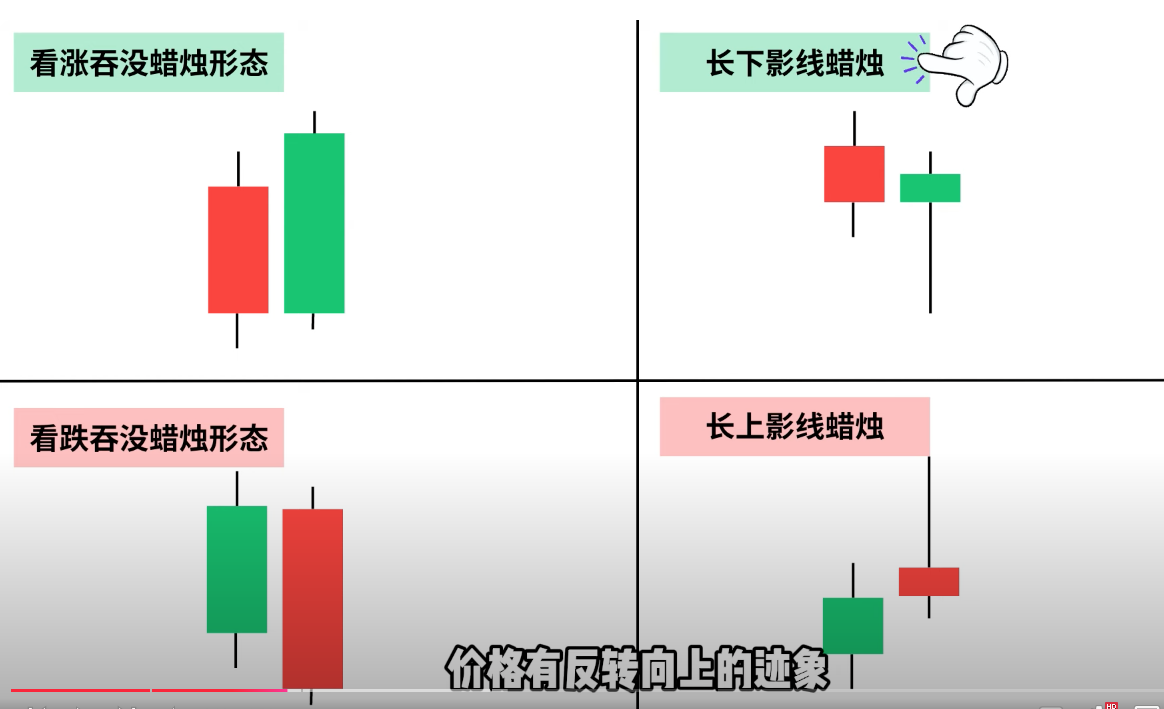 看涨吞没蜡烛形态
长下影线蜡烛
看跌吞没蜡烛形态
长上影线蜡烛
价格有反转向上的迹象
HD